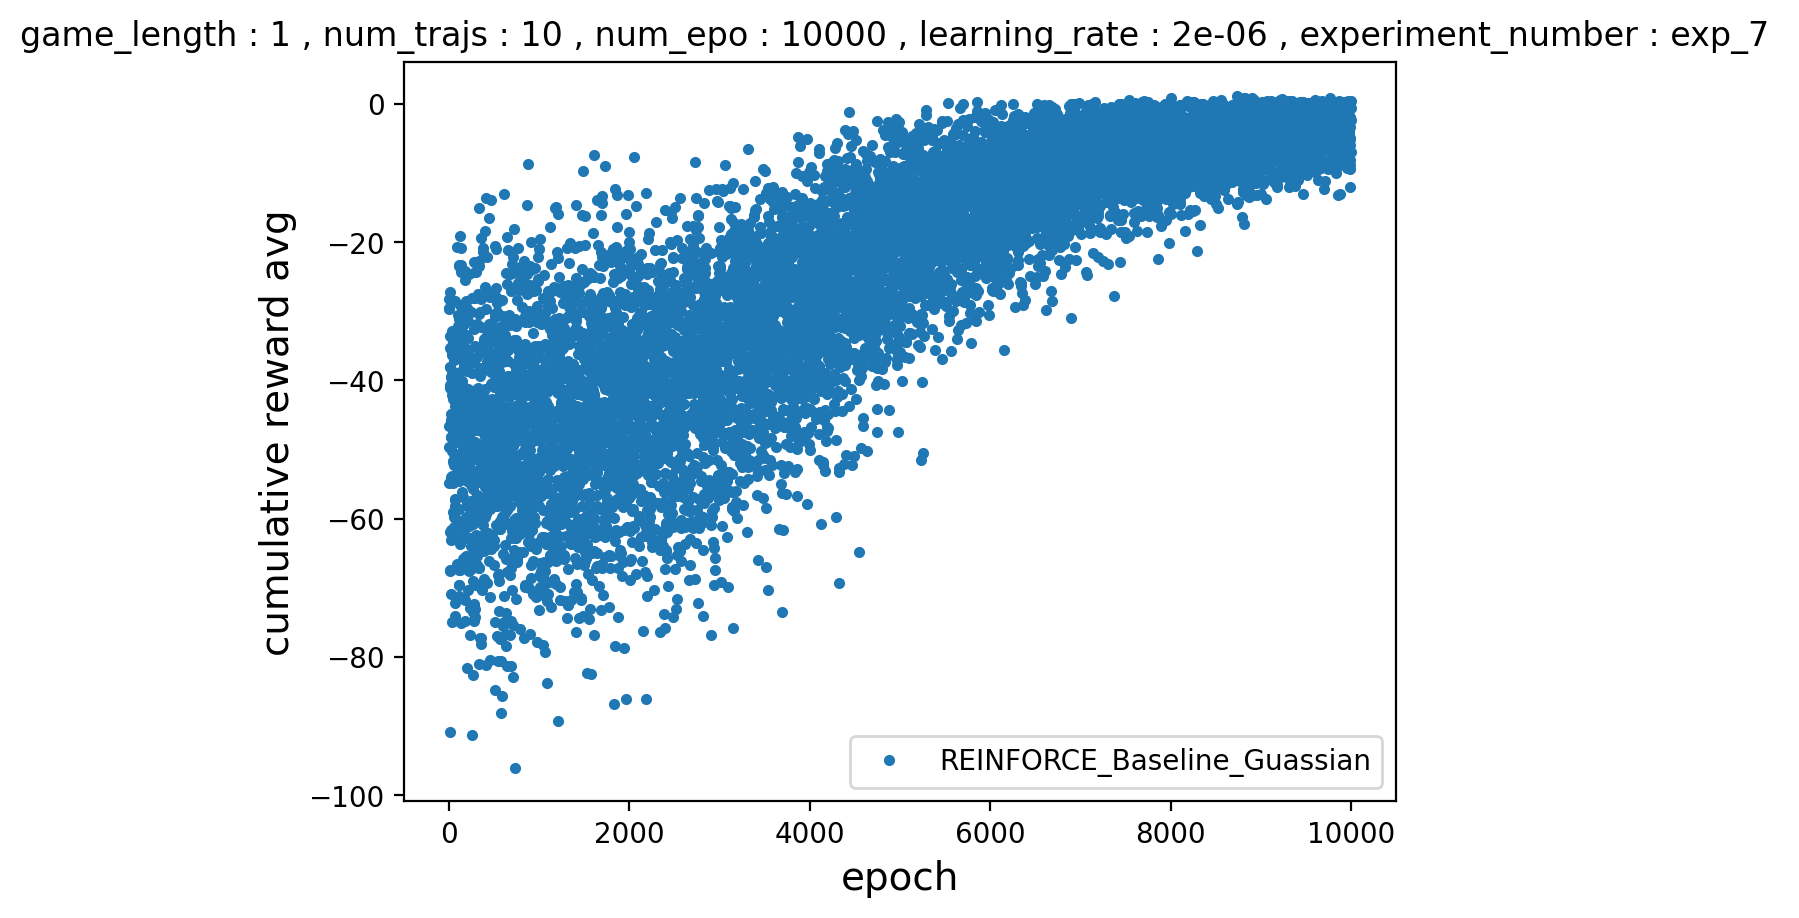 game_length : 1 , num_trajs : 10 , num_epo : 10000 , learning_rate : 2e-06 , experiment_number : exp_7
cumulative reward avg
0
−20
−40
−60
−80
−100
REINFORCE_Baseline_Guassian
0 2000 4000 6000 8000 10000
epoch